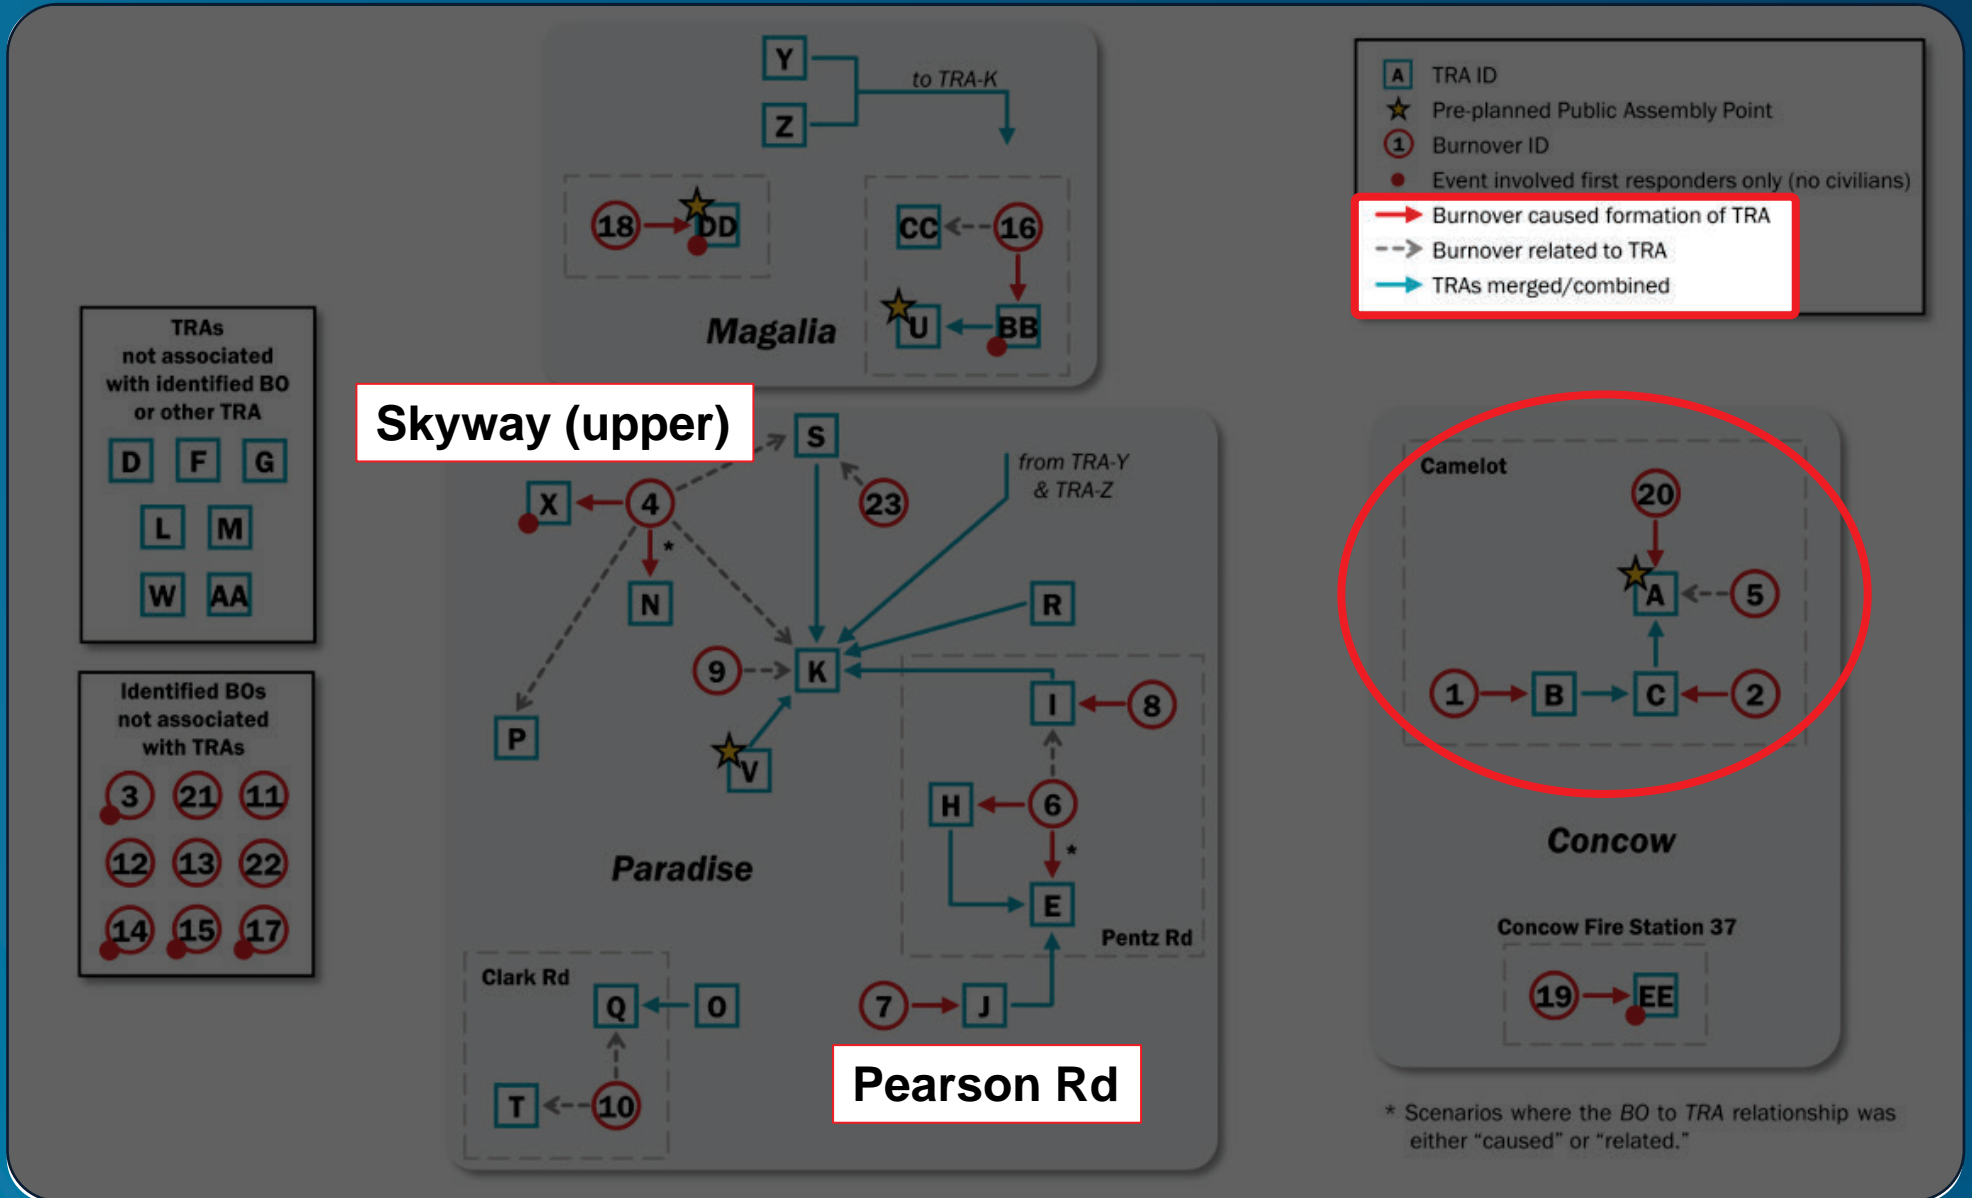 Y
to TRA-K
Z
18
DD
CC
16
U
BB
Magalia
A TRA ID
Pre-planned Public Assembly Point
1 Burnover ID
Event involved first responders only (no civilians)
Burnover caused formation of TRA
Burnover related to TRA
TRAs merged/combined
TRAs
not associated
with identified BO
or other TRA
D F G
L M
W AA
Identified BOs
not associated
with TRAs
3 21 11
12 13 22
14 15 17
Skyway (upper)
S
from TRA-Y
& TRA-Z
X
4
23
*
N
R
9
K
I
8
P
V
H
6
*
Paradise
E
Pentz Rd
Clark Rd
Q
O
7
J
T
10
Pearson Rd
Camelot
20
A
5
1
B
C
2
Concow
Concow Fire Station 37
19
EE
* Scenarios where the BO to TRA relationship was
either “caused” or “related.”